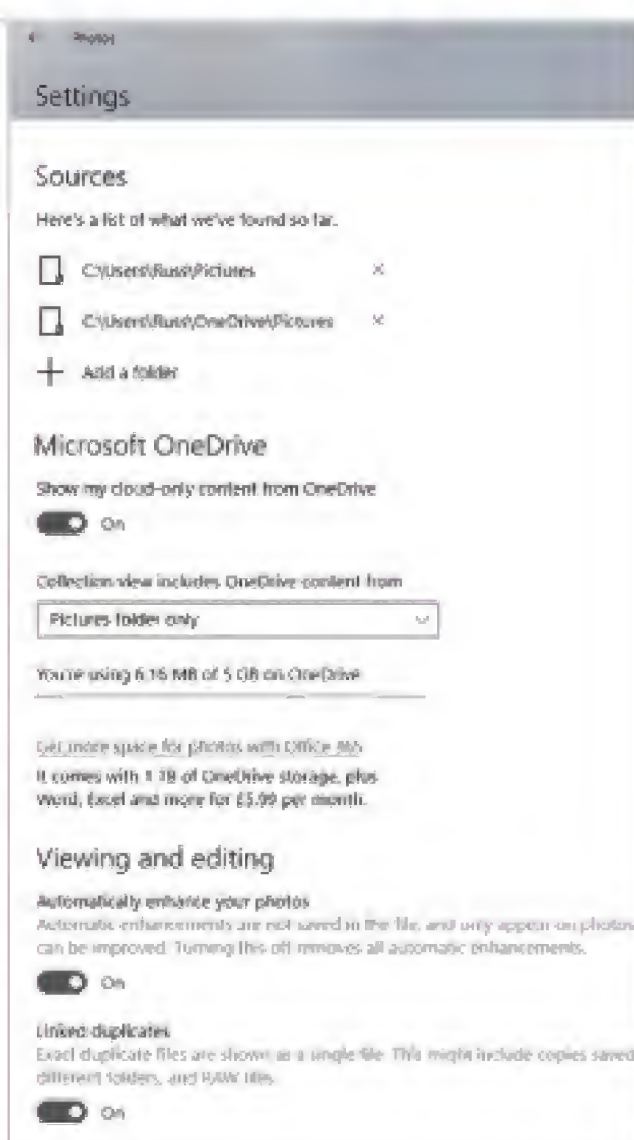 Photos
Settings
Sources
Here's a list of what we've found so far.
C:\Users\Russ\Pictures
C:\Users\Russ\OneDrive\Pictures
Add a folder
Microsoft OneDrive
Show my cloud-only content from OneDrive
On
Collection view includes OneDrive content from
Pictures folder only
You're using 6.16 MB of 5 GB on OneDrive
Get more space for photos with Office 365
It comes with 1 TB of OneDrive storage, plus
Word, Excel and more for £5.99 per month.
Viewing and editing
Automatically enhance your photos
Automatic enhancements are not saved in the file, and only appear on photos
can be improved. Turning this off removes all automatic enhancements.
On
Linked duplicates
Exact duplicate files are shown as a single file. This might include copies saved
different folders, and RAW files.
On